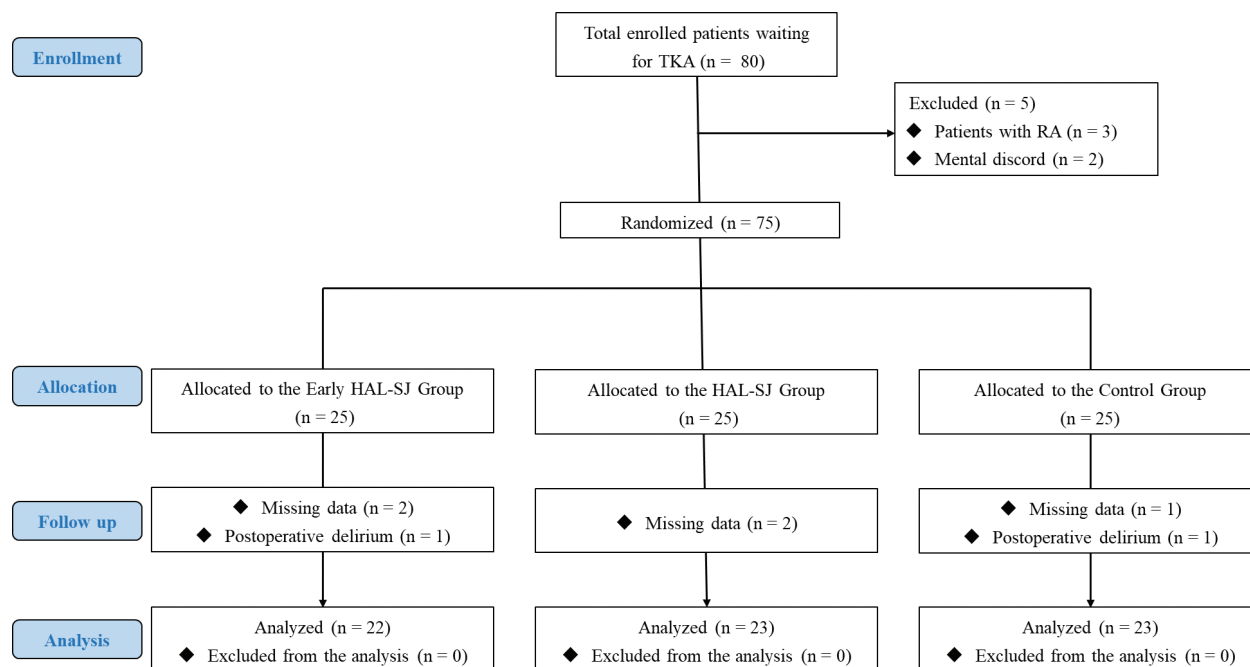 Enrollment
Total enrolled patients waiting
for TKA (n = 80)
Excluded (n = 5)
◆ Patients with RA (n = 3)
◆ Mental discord (n = 2)
Randomized (n = 75)
Allocation
Allocated to the Early HAL-SJ Group
(n = 25)
Allocated to the HAL-SJ Group
(n = 25)
Allocated to the Control Group
(n = 25)
Follow up
◆ Missing data (n = 2)
◆ Postoperative delirium (n = 1)
◆ Missing data (n = 2)
◆ Missing data (n = 1)
◆ Postoperative delirium (n = 1)
Analysis
Analyzed (n = 22)
◆ Excluded from the analysis (n = 0)
Analyzed (n = 23)
◆ Excluded from the analysis (n = 0)
Analyzed (n = 23)
◆ Excluded from the analysis (n = 0)